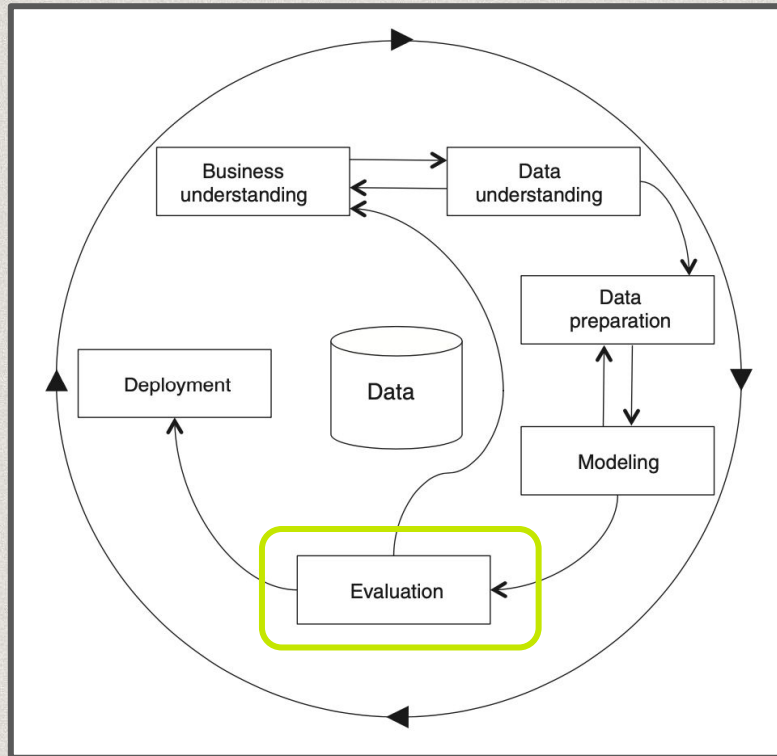 Business
understanding
Data
understanding
Data
preparation
Deployment
Data
Modeling
Evaluation